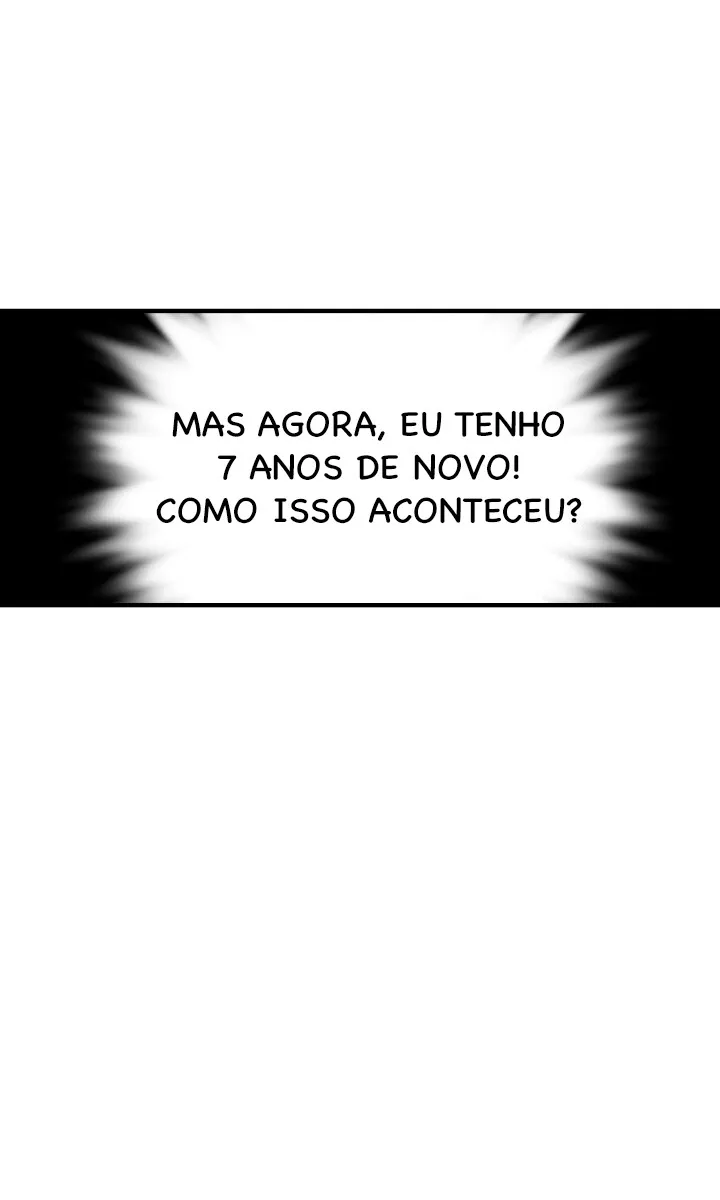 MAS AGORA, EU TENHO
7 ANOS DE NOVO!
COMO ISSO ACONTECEU?